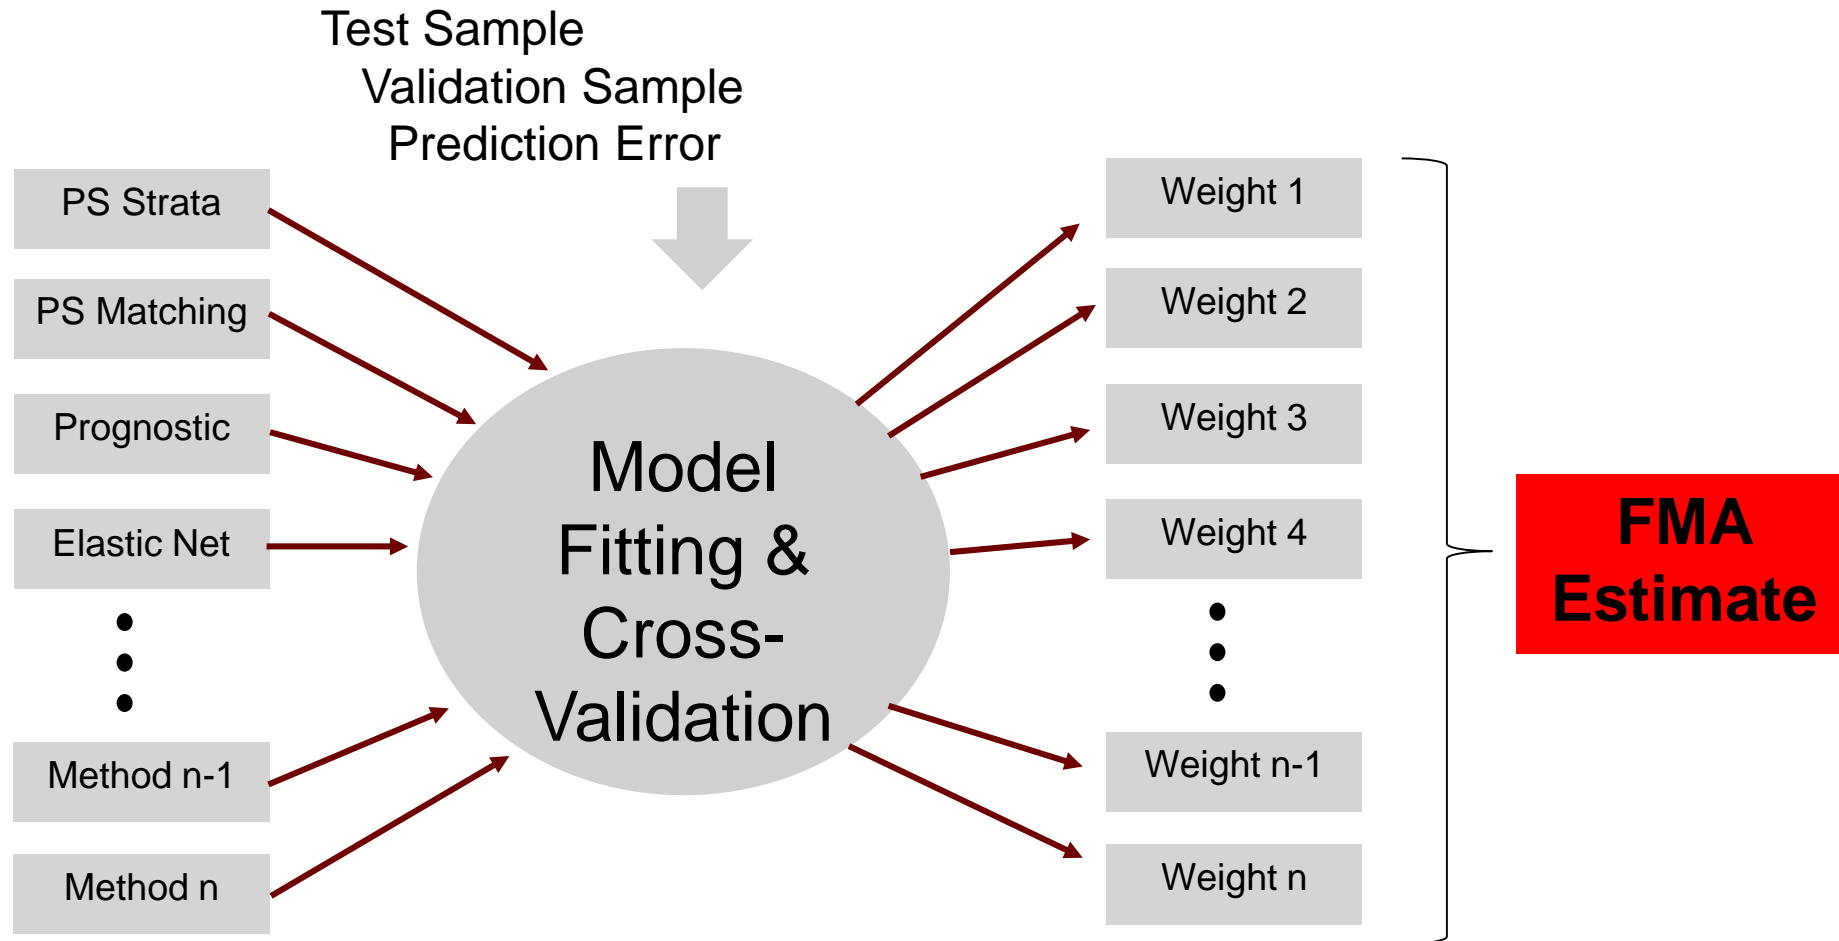 Test Sample
Validation Sample
Prediction Error
PS Strata
PS Matching
Prognostic
Elastic Net
Method n-1
Method n
Model
Fitting &
Cross-
Validation
Weight 1
Weight 2
Weight 3
Weight 4
Weight n-1
Weight n
FMA
Estimate